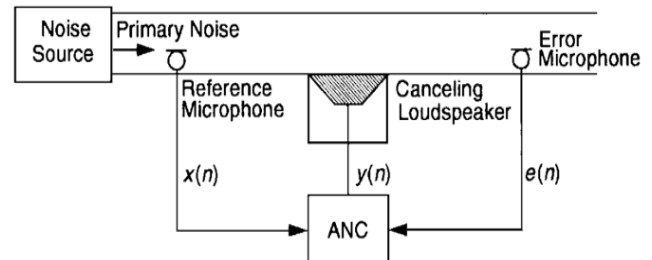 Noise
Source
Primary Noise
Reference
Microphone
Canceling
Loudspeaker
Error
Microphone
x(n)
y(n)
e(n)
ANC